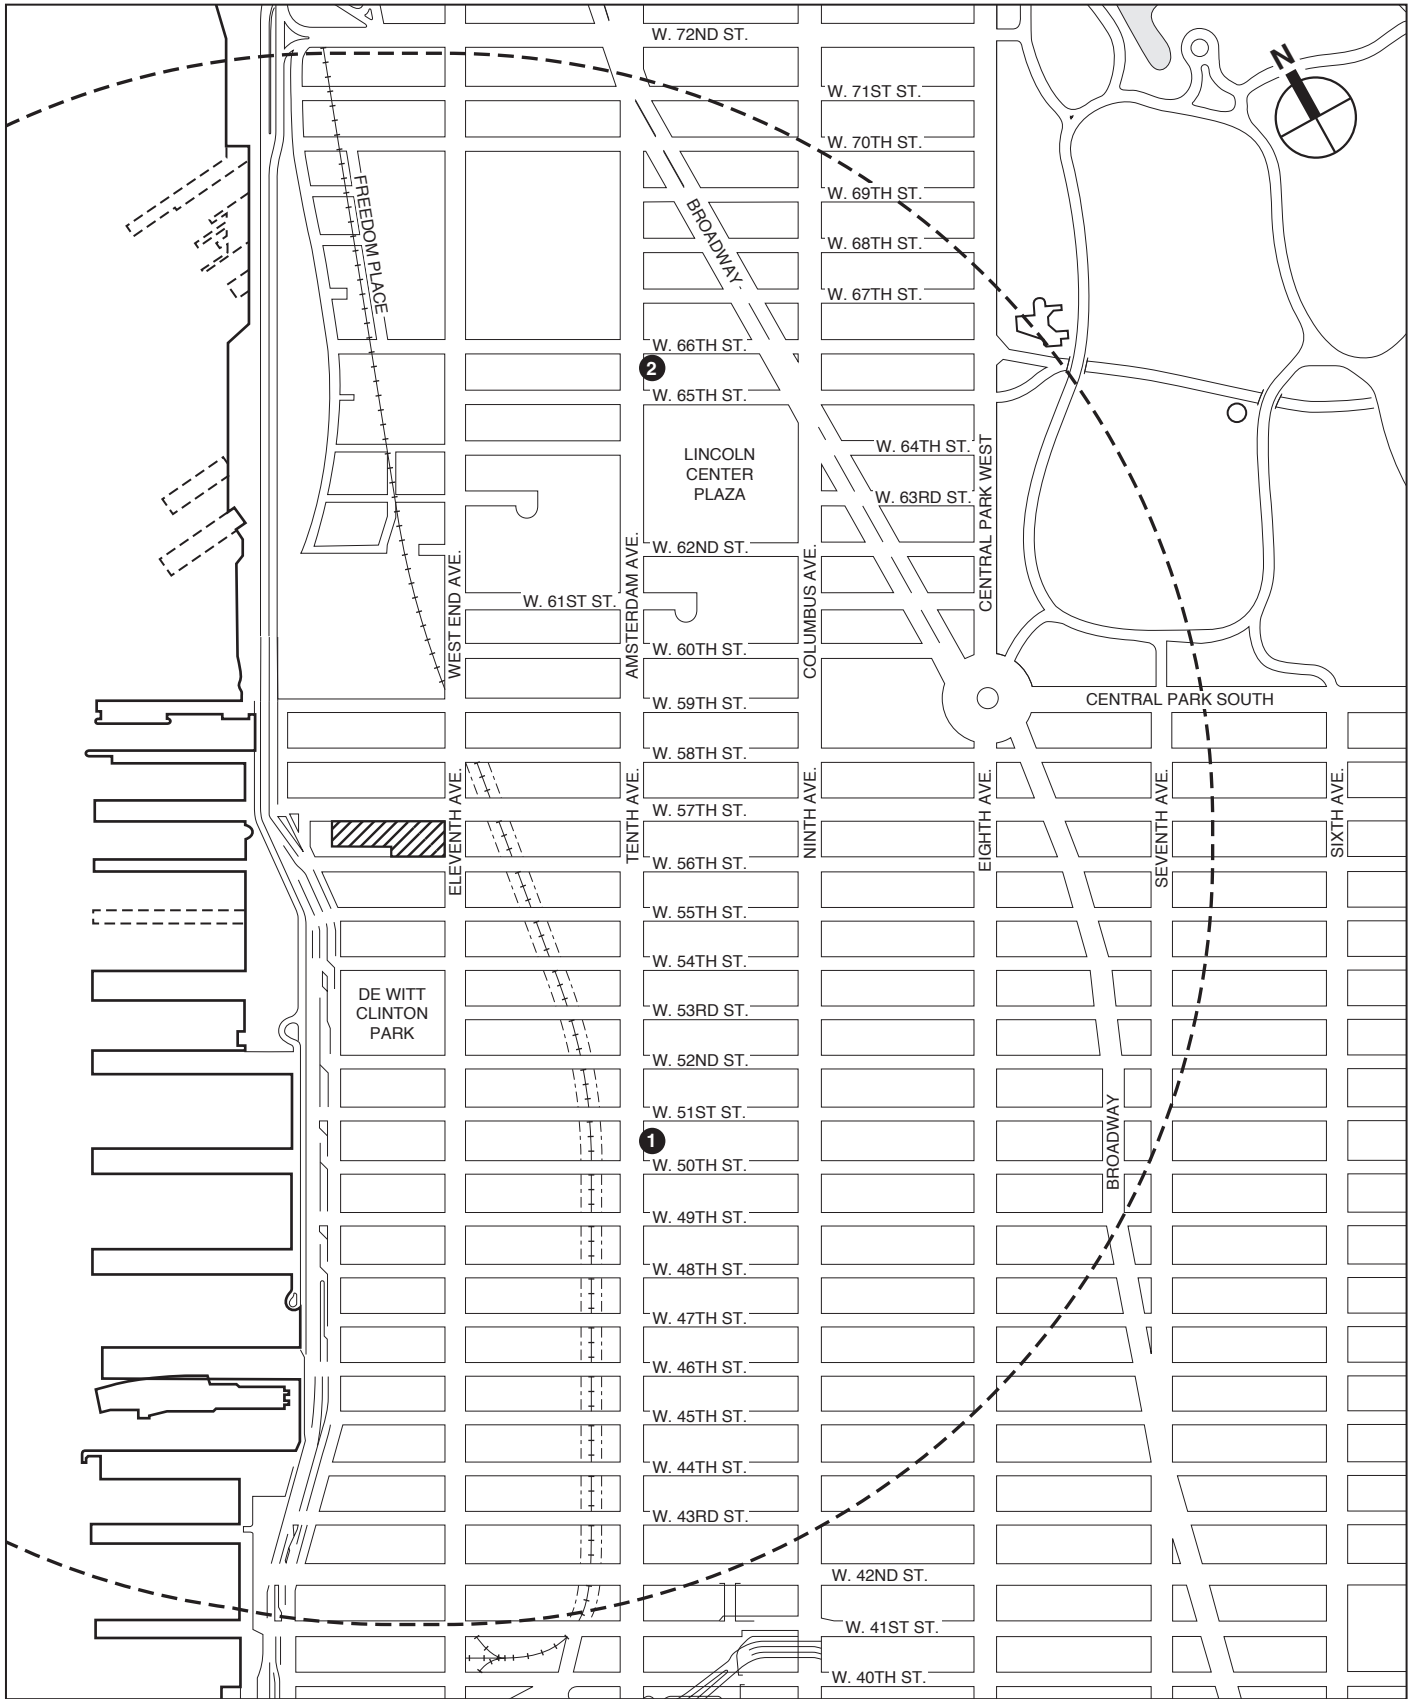 W. 72ND ST.
N
W. 71ST ST.
W. 70TH ST.
FREEDOM PLACE
W. 69TH ST.
BROADWAY
W. 68TH ST.
W. 67TH ST.
W. 66TH ST.
2
W. 65TH ST.
LINCOLN
CENTER
PLAZA
W. 64TH ST.
CENTRAL PARK WEST
W. 63RD ST.
W. 62ND ST.
WEST END AVE.
AMSTERDAM AVE.
COLUMBUS AVE.
W. 61ST ST.
W. 60TH ST.
W. 59TH ST.
CENTRAL PARK SOUTH
W. 58TH ST.
ELEVENTH AVE.
TENTH AVE.
NINTH AVE.
EIGHTH AVE.
SEVENTH AVE.
SIXTH AVE.
W. 57TH ST.
W. 56TH ST.
W. 55TH ST.
W. 54TH ST.
DE WITT
CLINTON
PARK
W. 53RD ST.
W. 52ND ST.
W. 51ST ST.
BROADWAY
1
W. 50TH ST.
W. 49TH ST.
W. 48TH ST.
W. 47TH ST.
W. 46TH ST.
W. 45TH ST.
W. 44TH ST.
W. 43RD ST.
W. 42ND ST.
W. 41ST ST.
W. 40TH ST.